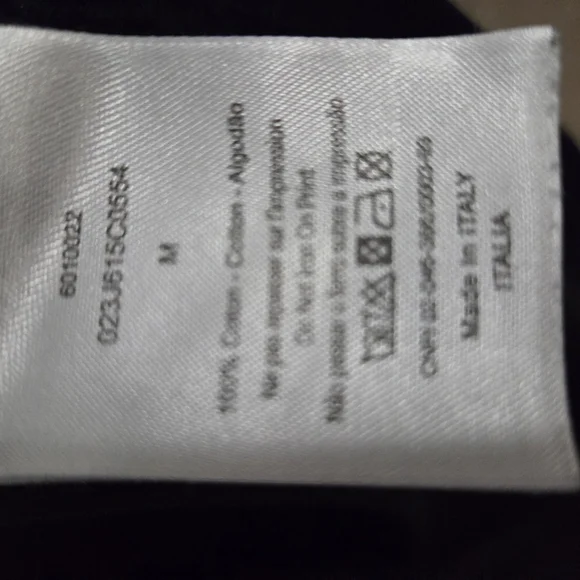 6010022
023J615C0554
M
100% Coton - Cotton - Algodão
Ne pas repasser sur l'impression
Do Not Iron On Print
Não passar a ferro sobre a impressão
CNPJ
Made in ITALY
ITALIA